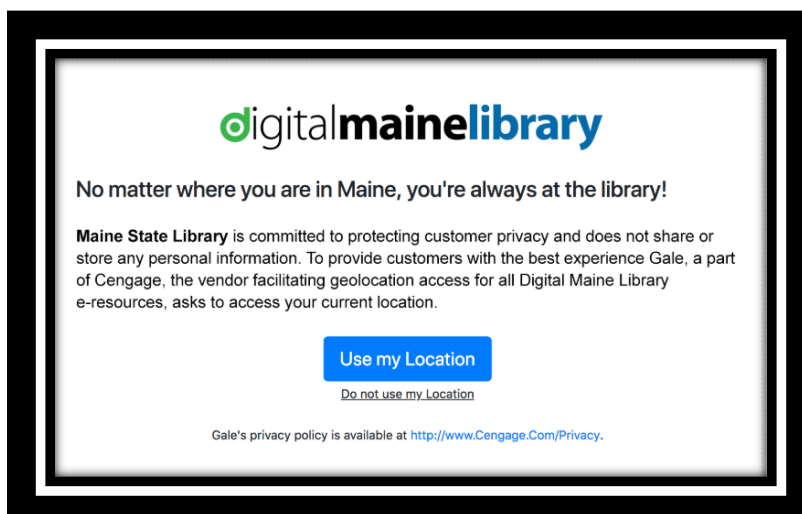 digitalmainelibrary
No matter where you are in Maine, you're always at the library!
Maine State Library is committed to protecting customer privacy and does not share or
store any personal information. To provide customers with the best experience Gale, a part
of Cengage, the vendor facilitating geolocation access for all Digital Maine Library
e-resources, asks to access your current location.
Use my Location
Do not use my Location
Gale's privacy policy is available at http://www.Cengage.Com/Privacy.